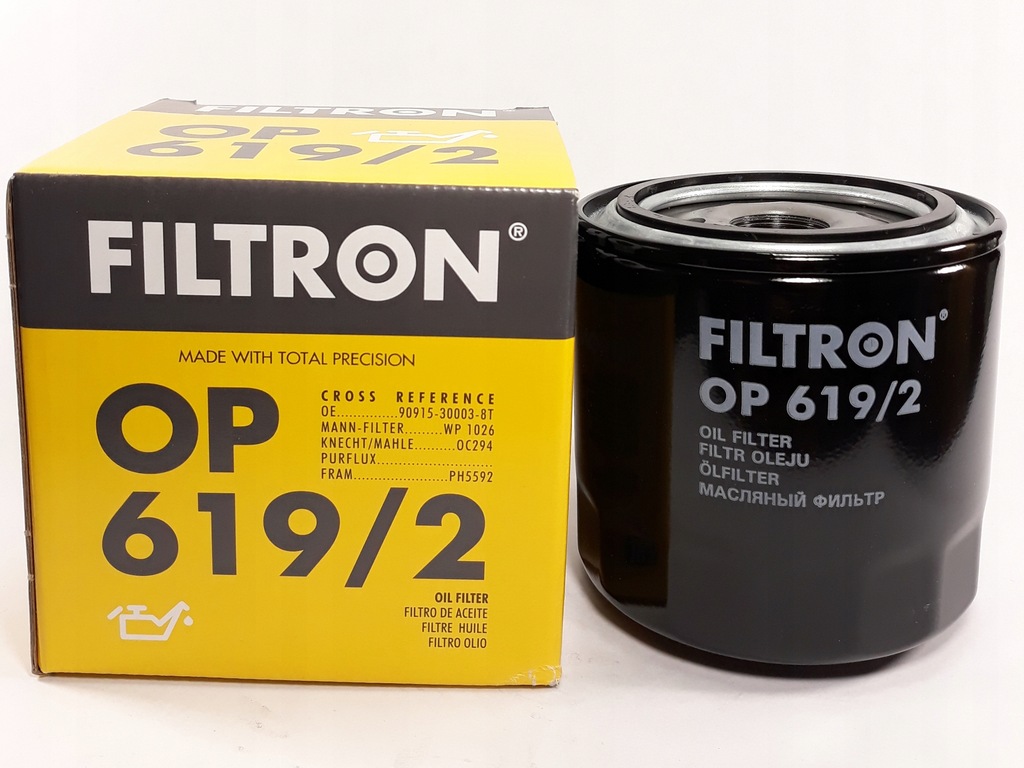 FILTRON
OP
619/2
FILTRON®
MADE WITH TOTAL PRECISION
OP
619/2
CROSS REFERENCE
OE..............90915-30003-8T
MANN-FILTER.........WP 1026
KNECHT/MAHLE..........OC294
PURFLUX...........................
FRAM......................PH5592
OIL FILTER
FILTRO DE ACEITE
FILTRE HUILE
FILTRO OLIO
FILTRON®
OP 619/2
OIL FILTER
FILTR OLEJU
ÖLFILTER
МАСЛЯНЫЙ ФИЛЬТР